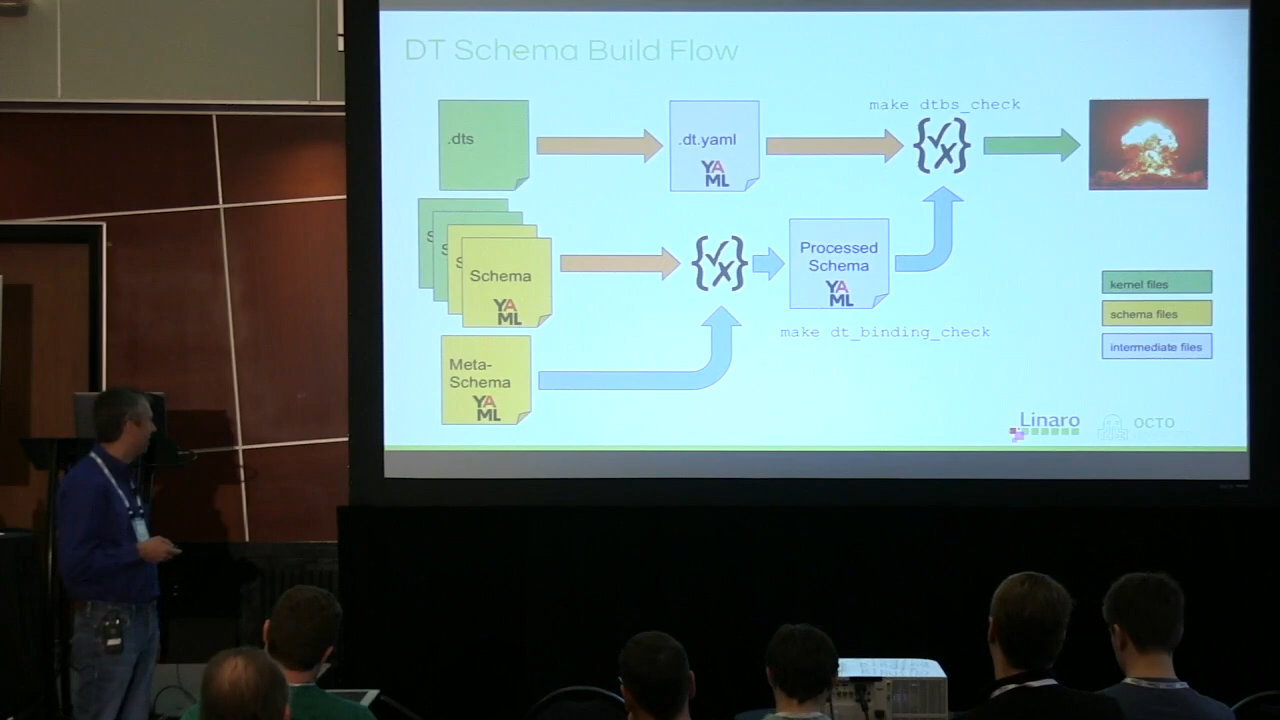 DT Schema Build Flow
make dtbs_check
.dts
.dt.yaml
YA
ML
{✓x}
S
S
S
Schema
YA
ML
{✓x}
Processed
Schema
YA
ML
make dt_binding_check
Meta-
Schema
YA
ML
kernel files
schema files
intermediate files
Linaro
OCTO